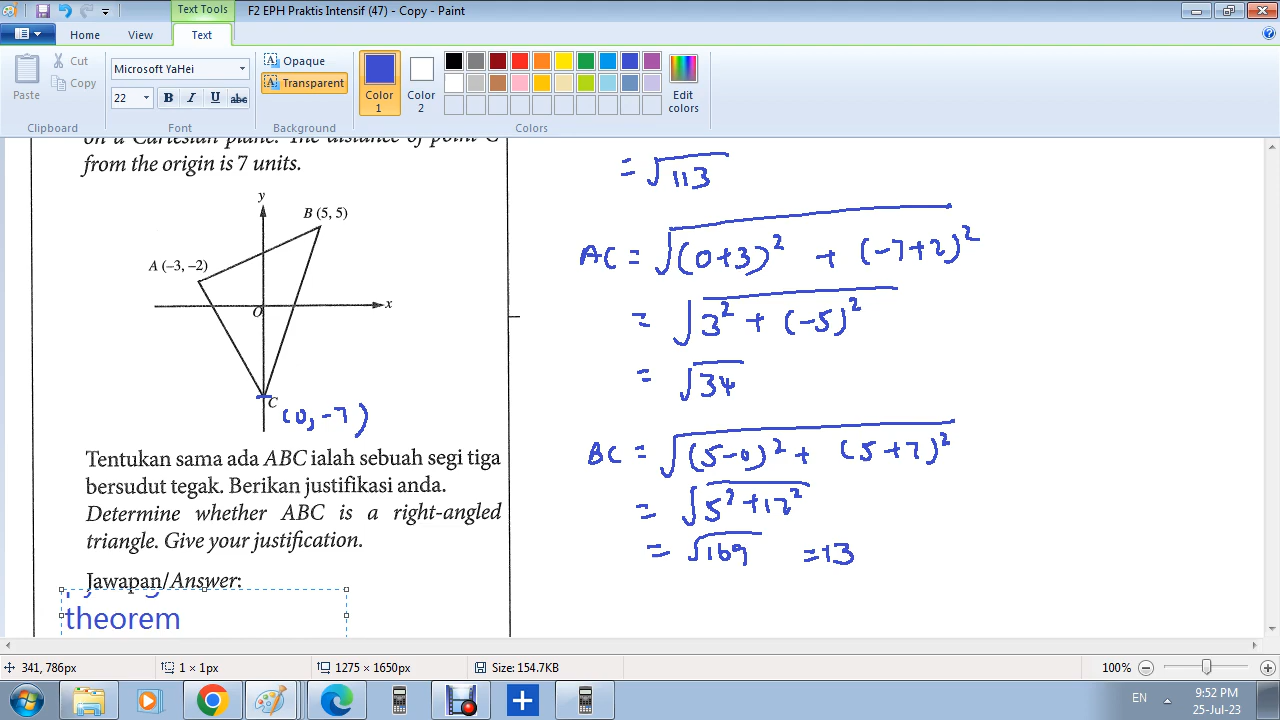 Text Tools
F2 EPH Praktis Intensif (47) - Copy - Paint
Home
View
Text
Paste
Cut
Copy
Clipboard
Microsoft YaHei
22
B I U abc
Font
Opaque
Transparent
Background
Color 1
Color 2
Edit colors
Colors
on a Cartesian plane. The distance of point C
from the origin is 7 units.
y
B (5, 5)
A (–3, –2)
O
x
C
(0, -7)
Tentukan sama ada ABC ialah sebuah segi tiga
bersudut tegak. Berikan justifikasi anda.
Determine whether ABC is a right-angled
triangle. Give your justification.
Jawapan/Answer:
theorem
= √113
AC = √(0+3)² + (-7+2)²
= √3² + (-5)²
= √34
BC = √(5-0)² + (5+7)²
= √5² + 12²
= √169 = 13
341, 786px
1 × 1px
1275 × 1650px
Size: 154.7KB
100%
EN
9:52 PM
25-Jul-23